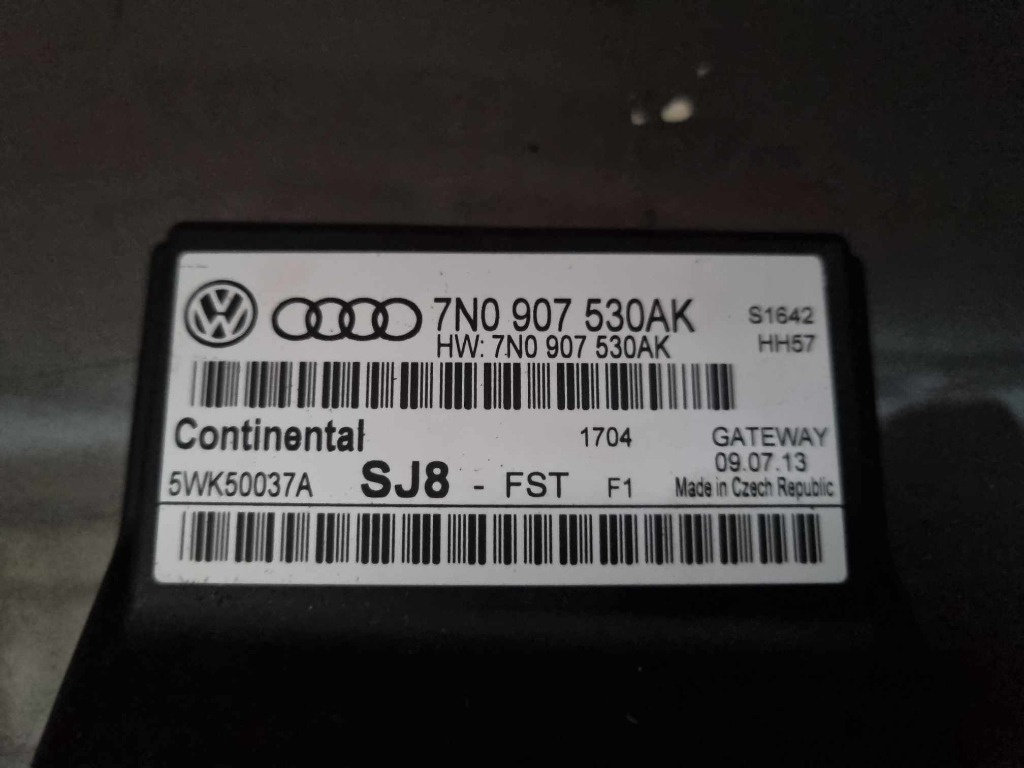 7N0 907 530AK S1642
HW: 7N0 907 530AK HH57
Continental 1704 GATEWAY
09.07.13
5WK50037A SJ8 - FST F1 Made in Czech Republic